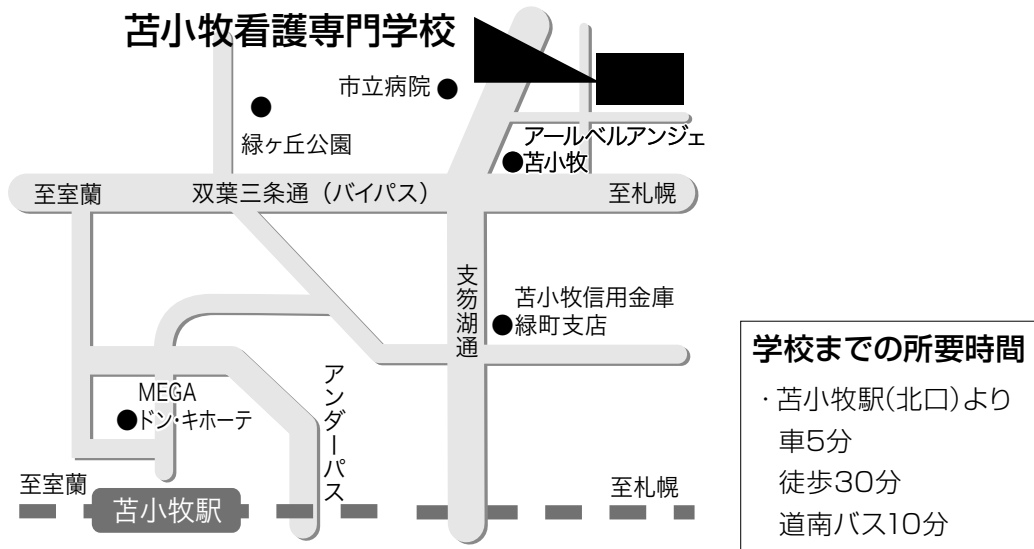 苫小牧看護専門学校
市立病院
緑ヶ丘公園
アールベルアンジェ
苫小牧
至室蘭
双葉三条通（バイパス）
至札幌
支笏湖通
苫小牧信用金庫
緑町支店
アンダーパス
MEGA
ドン・キホーテ
至室蘭
苫小牧駅
至札幌
学校までの所要時間
・苫小牧駅(北口)より
車5分
徒歩30分
道南バス10分